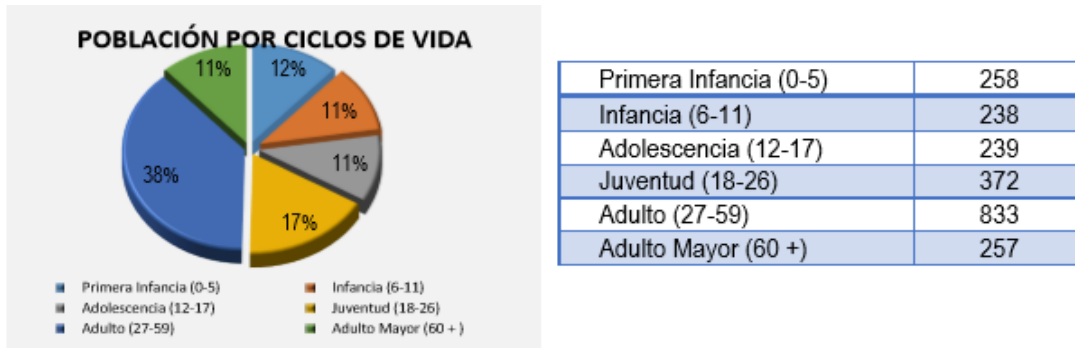 POBLACIÓN POR CICLOS DE VIDA
11%
12%
11%
11%
17%
38%
Primera Infancia (0-5)
Infancia (6-11)
Adolescencia (12-17)
Juventud (18-26)
Adulto (27-59)
Adulto Mayor (60 + )
Primera Infancia (0-5) 258
Infancia (6-11) 238
Adolescencia (12-17) 239
Juventud (18-26) 372
Adulto (27-59) 833
Adulto Mayor (60 +) 257